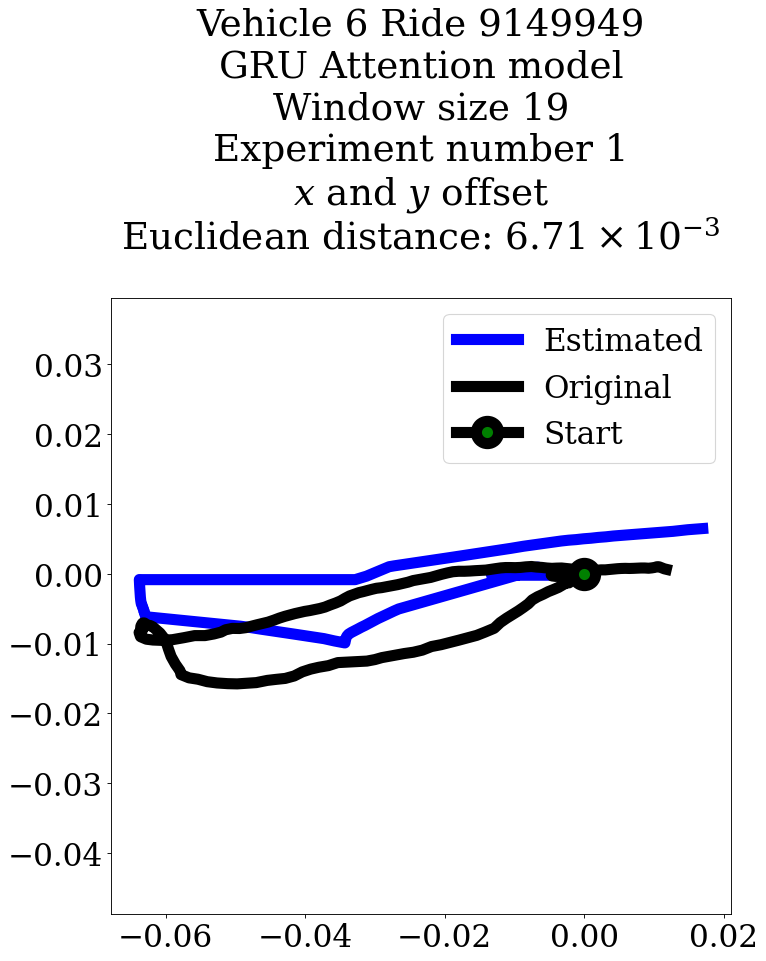 Vehicle 6 Ride 9149949
GRU Attention model
Window size 19
Experiment number 1
x and y offset
Euclidean distance: 6.71 × 10⁻³
Estimated
Original
Start
0.03
0.02
0.01
0.00
−0.01
−0.02
−0.03
−0.04
−0.06 −0.04 −0.02 0.00 0.02